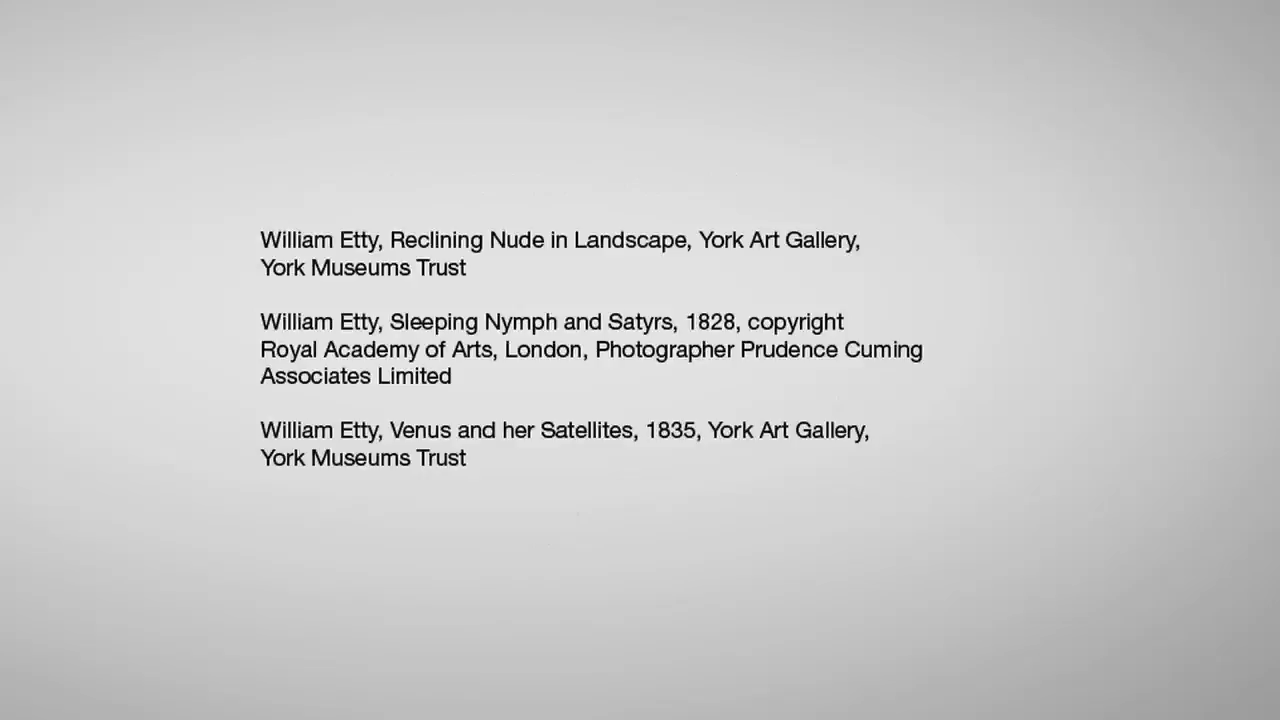 William Etty, Reclining Nude in Landscape, York Art Gallery,
York Museums Trust
William Etty, Sleeping Nymph and Satyrs, 1828, copyright
Royal Academy of Arts, London, Photographer Prudence Cuming
Associates Limited
William Etty, Venus and her Satellites, 1835, York Art Gallery,
York Museums Trust